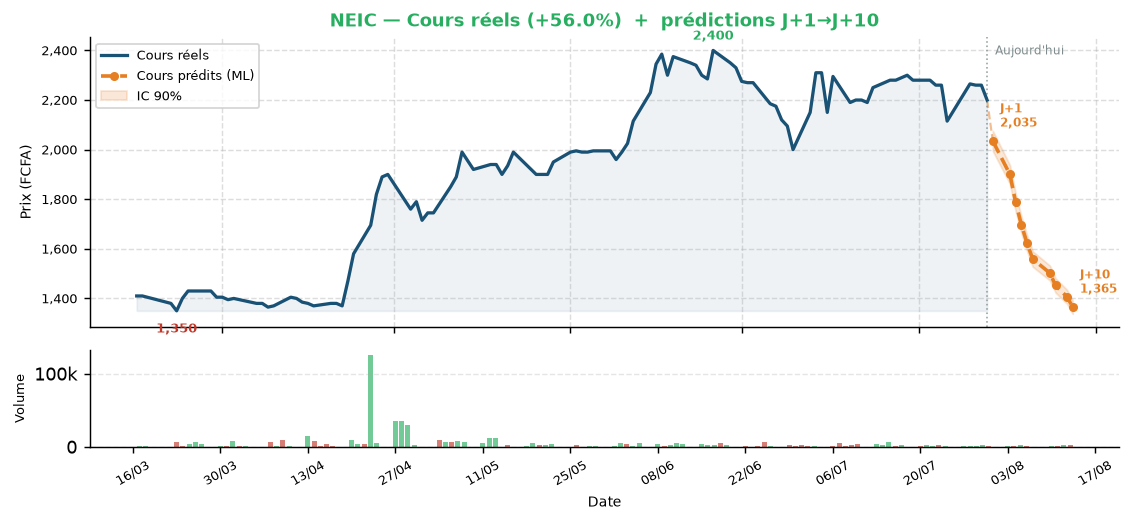 NEIC — Cours réels (+56.0%)  +  prédictions J+1→J+10
2,400
Aujourd'hui
Cours réels
Cours prédits (ML)
IC 90%
J+1
2,035
J+10
1,365
1,350
Prix (FCFA)
2,400
2,200
2,000
1,800
1,600
1,400
Volume
100k
0
16/03
30/03
13/04
27/04
11/05
25/05
08/06
22/06
06/07
20/07
03/08
17/08
Date